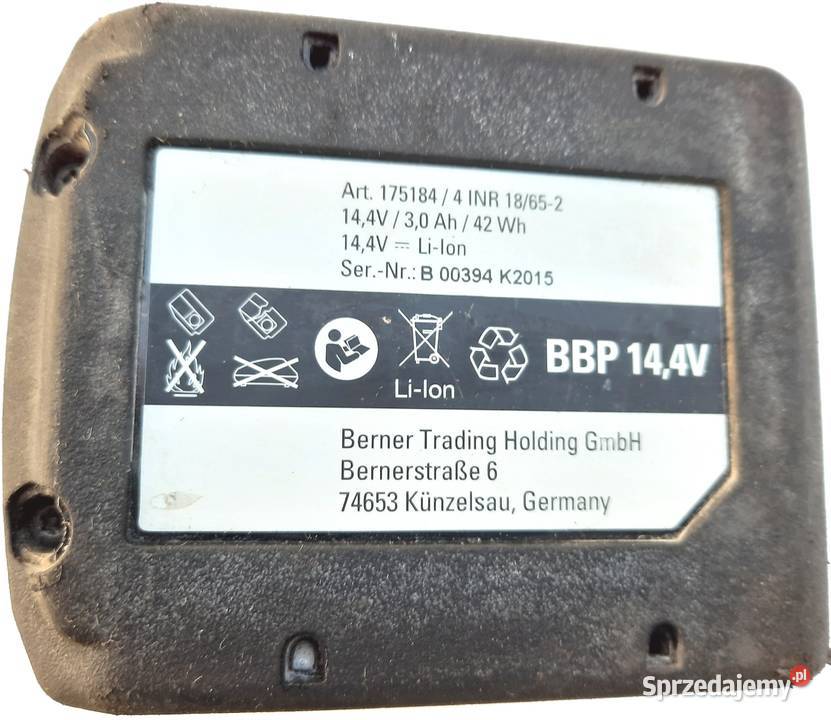 Art. 175184 / 4 INR 18/65-2
14,4V / 3,0 Ah / 42 Wh
14,4V ⎓ Li-Ion
Ser.-Nr.: B 00394 K2015
Li-Ion
BBP 14,4V
4
Berner Trading Holding GmbH
Bernerstraße 6
74653 Künzelsau, Germany
Sprzedajemy.pl